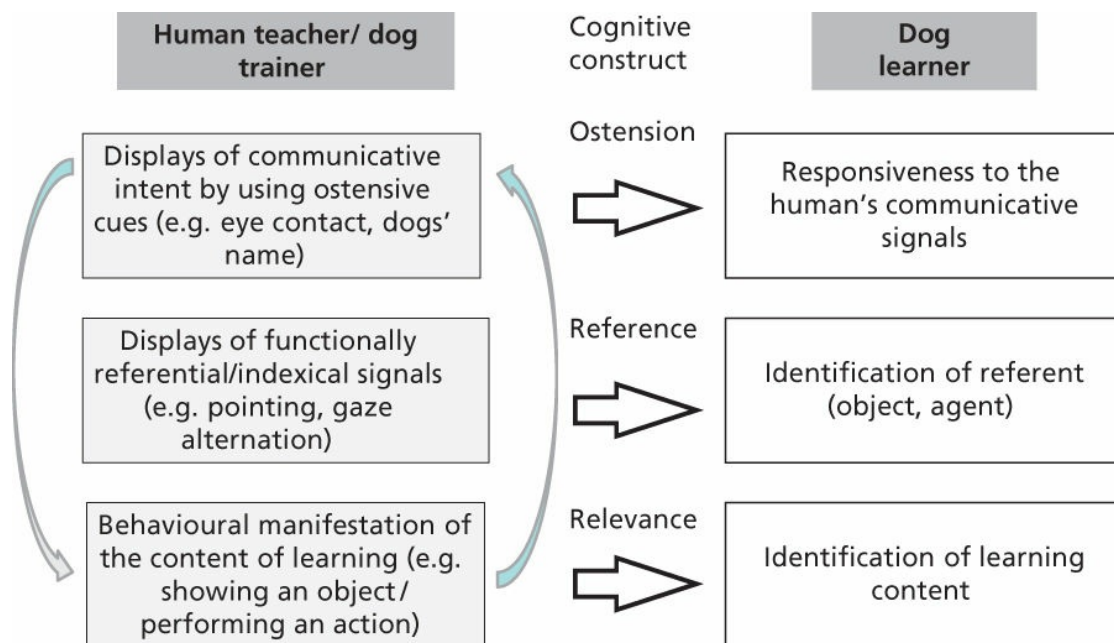 Human teacher/ dog
trainer
Cognitive
construct
Dog
learner
Displays of communicative
intent by using ostensive
cues (e.g. eye contact, dogs’
name)
Ostension
Responsiveness to the
human’s communicative
signals
Displays of functionally
referential/indexical signals
(e.g. pointing, gaze
alternation)
Reference
Identification of referent
(object, agent)
Behavioural manifestation of
the content of learning (e.g.
showing an object/
performing an action)
Relevance
Identification of learning
content